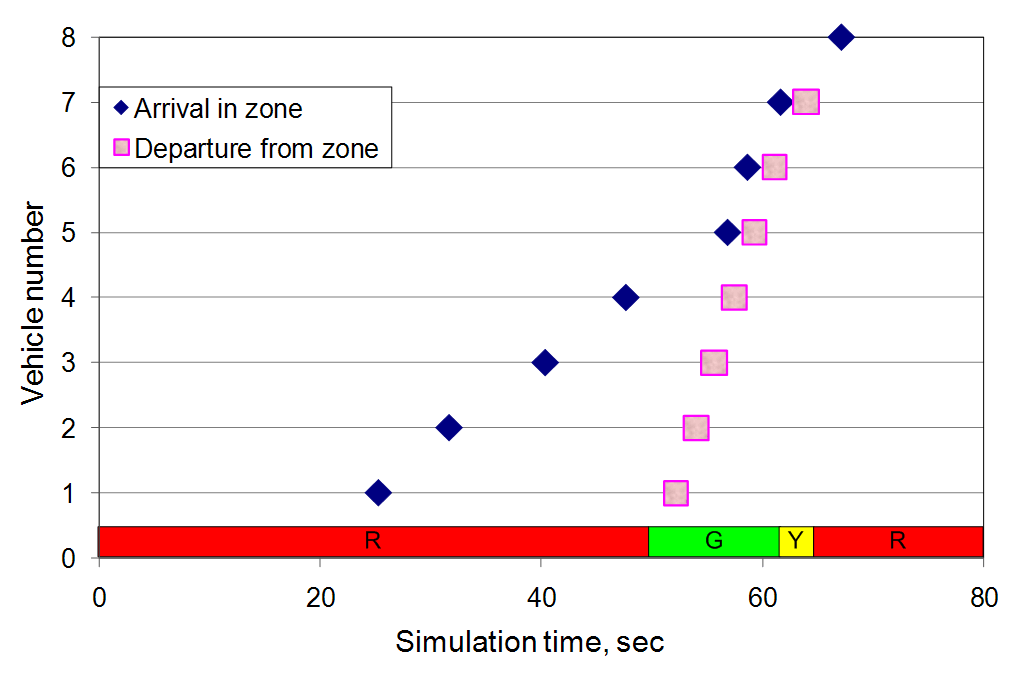 8
7
6
5
4
3
2
1
0
Vehicle number
Arrival in zone
Departure from zone
R G Y R
0 20 40 60 80
Simulation time, sec